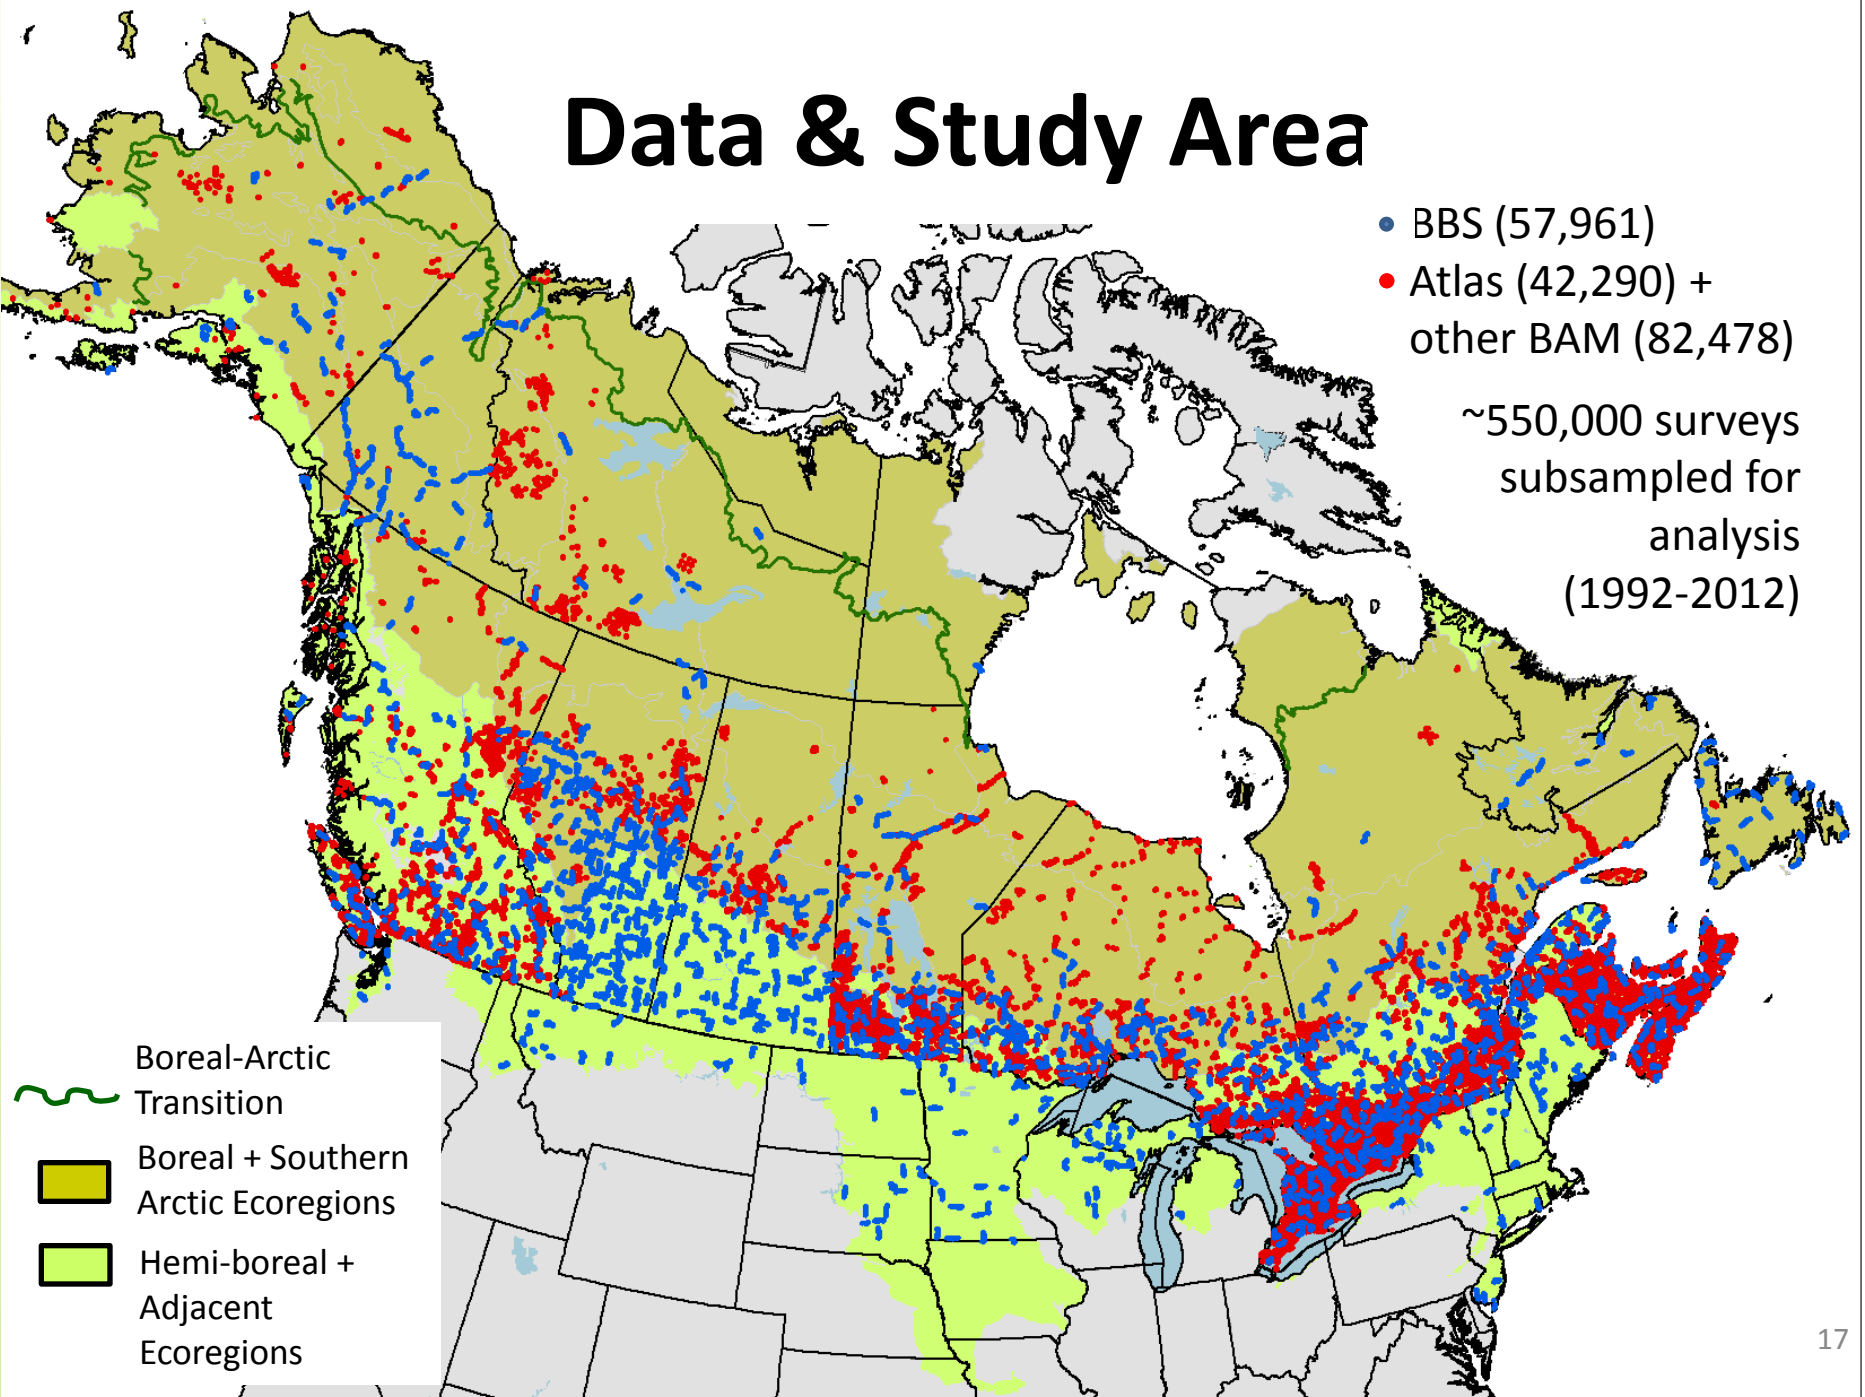 Data & Study Area
BBS (57,961)
Atlas (42,290) +
other BAM (82,478)
~550,000 surveys
subsampled for
analysis
(1992-2012)
Boreal-Arctic
Transition
Boreal + Southern
Arctic Ecoregions
Hemi-boreal +
Adjacent
Ecoregions
17